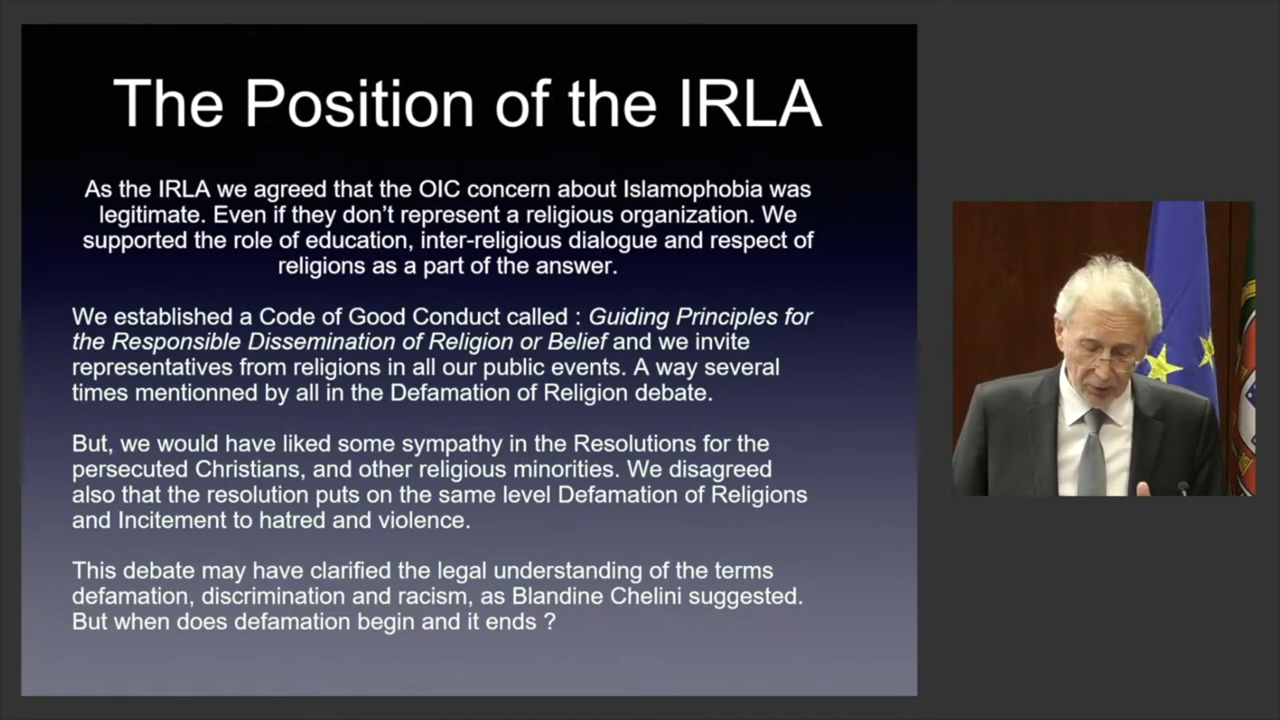 The Position of the IRLA
As the IRLA we agreed that the OIC concern about Islamophobia was
legitimate. Even if they don’t represent a religious organization. We
supported the role of education, inter-religious dialogue and respect of
religions as a part of the answer.
We established a Code of Good Conduct called : Guiding Principles for
the Responsible Dissemination of Religion or Belief and we invite
representatives from religions in all our public events. A way several
times mentionned by all in the Defamation of Religion debate.
But, we would have liked some sympathy in the Resolutions for the
persecuted Christians, and other religious minorities. We disagreed
also that the resolution puts on the same level Defamation of Religions
and Incitement to hatred and violence.
This debate may have clarified the legal understanding of the terms
defamation, discrimination and racism, as Blandine Chelini suggested.
But when does defamation begin and it ends ?